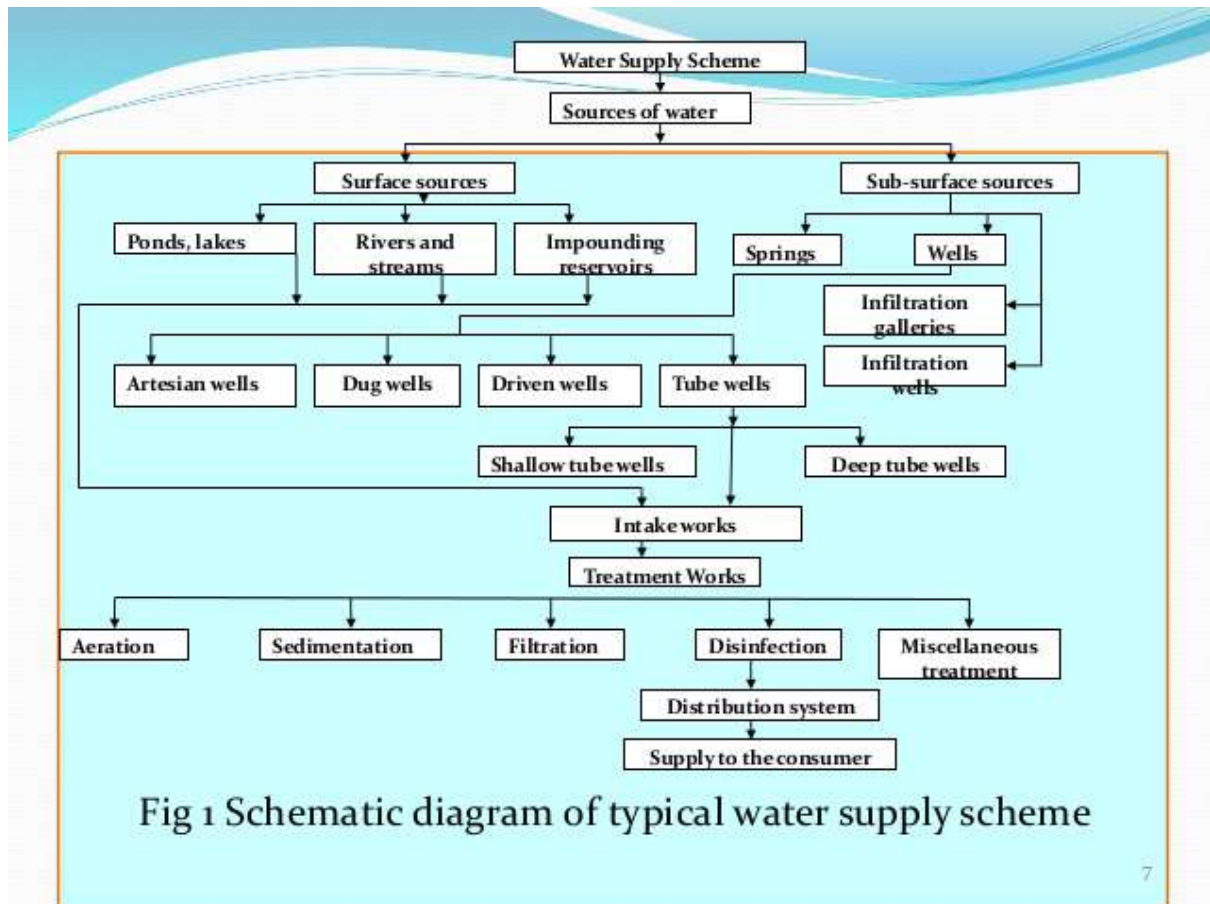 Water Supply Scheme
Sources of water
Surface sources
Sub-surface sources
Ponds, lakes
Rivers and
streams
Impounding
reservoirs
Springs
Wells
Infiltration
galleries
Infiltration
wells
Artesian wells
Dug wells
Driven wells
Tube wells
Shallow tube wells
Deep tube wells
Intake works
Treatment Works
Aeration
Sedimentation
Filtration
Disinfection
Miscellaneous
treatment
Distribution system
Supply to the consumer
Fig 1 Schematic diagram of typical water supply scheme
7